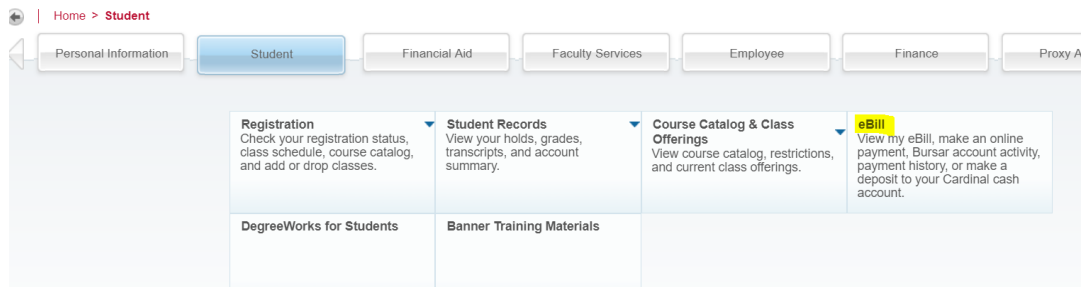 Home > Student
Personal Information
Student
Financial Aid
Faculty Services
Employee
Finance
Proxy A
Registration
Check your registration status,
class schedule, course catalog,
and add or drop classes.
Student Records
View your holds, grades,
transcripts, and account
summary.
Course Catalog & Class
Offerings
View course catalog, restrictions,
and current class offerings.
eBill
View my eBill, make an online
payment, Bursar account activity,
payment history, or make a
deposit to your Cardinal cash
account.
DegreeWorks for Students
Banner Training Materials